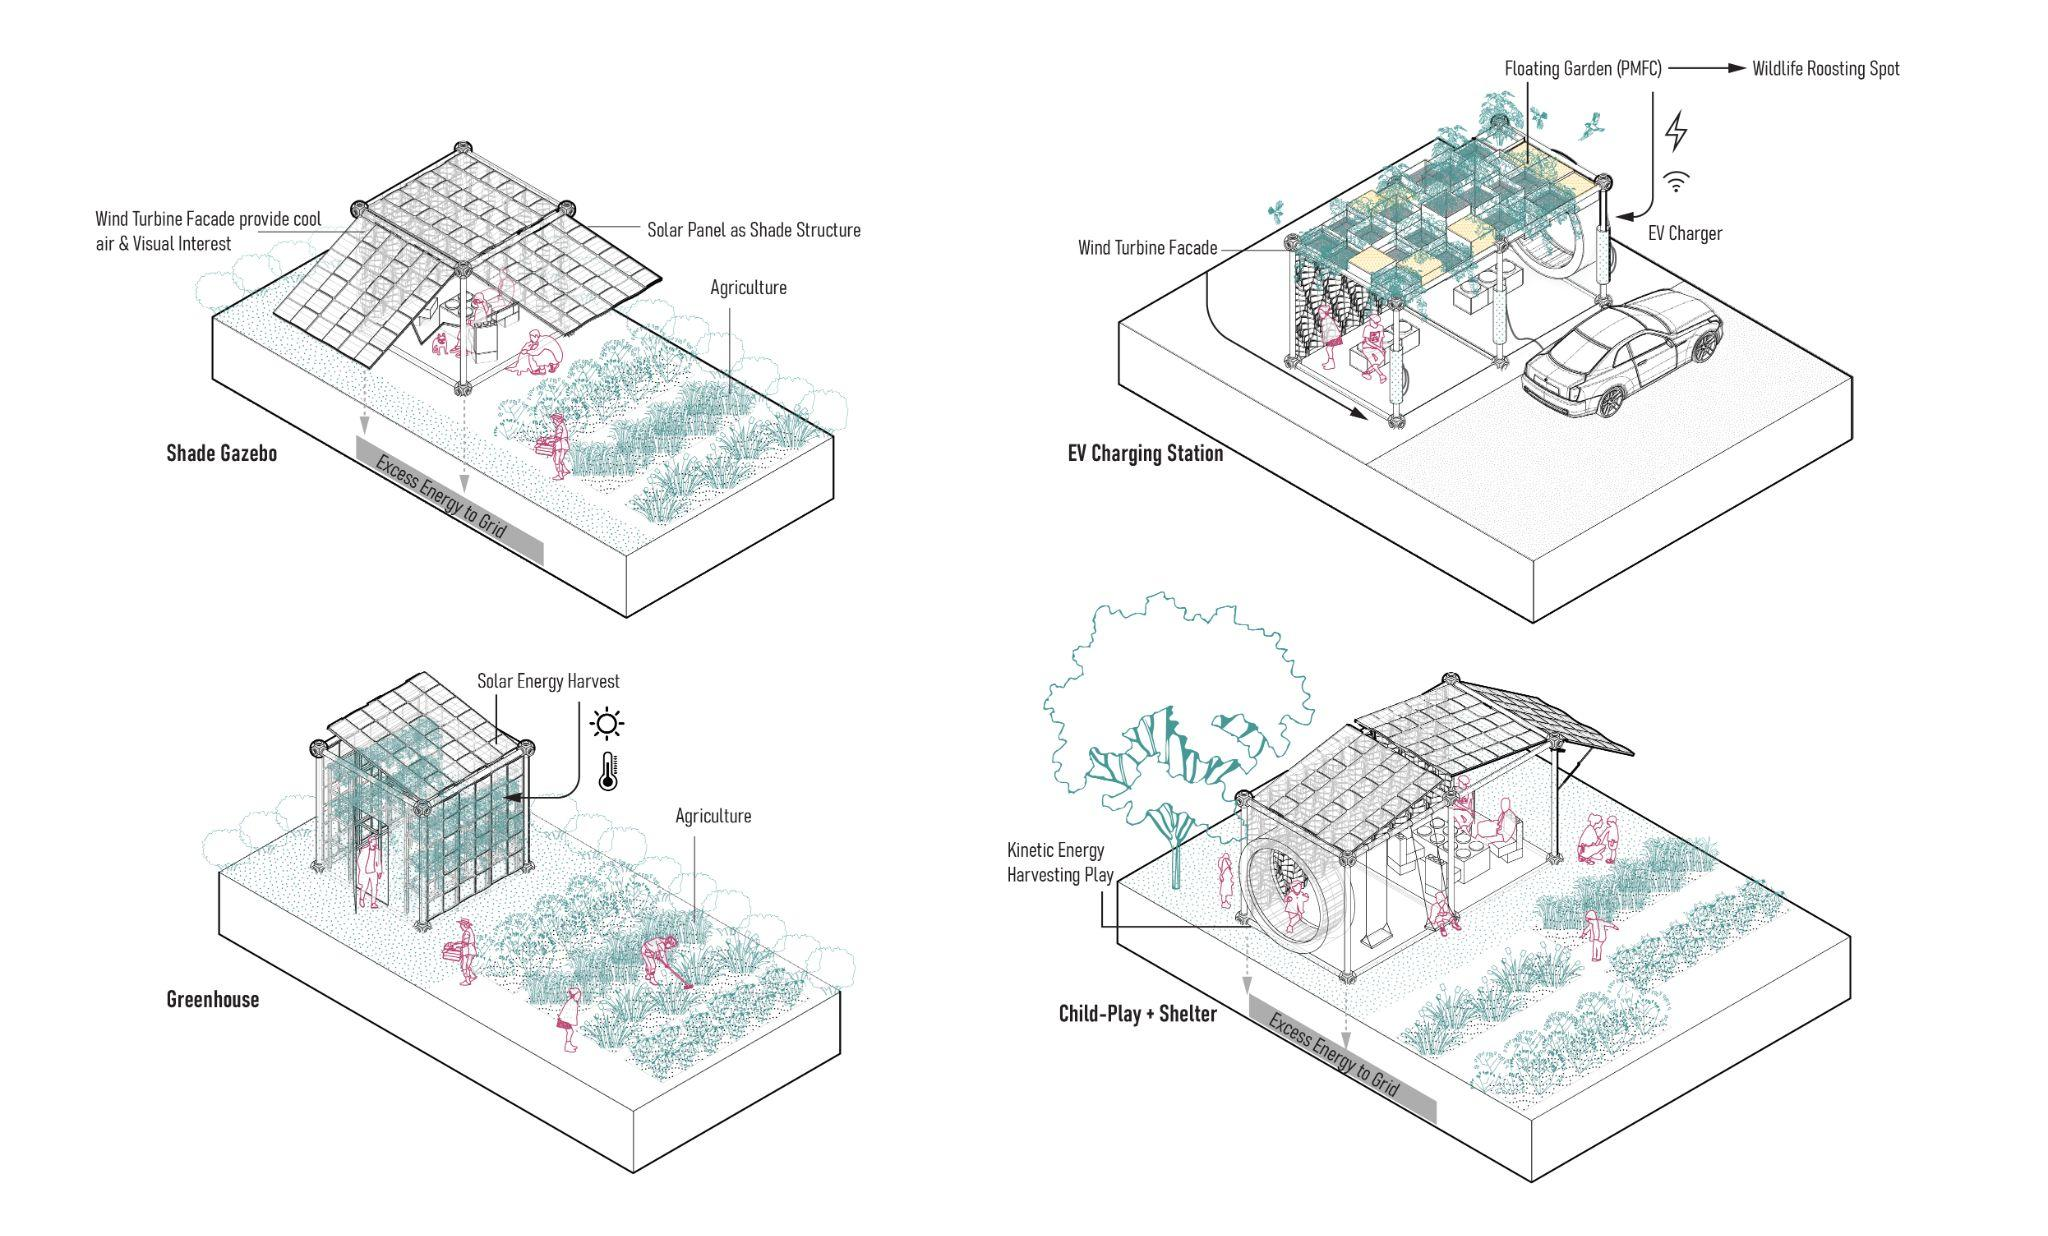 Wind Turbine Facade provide cool
air & Visual Interest
Solar Panel as Shade Structure
Agriculture
Shade Gazebo
Excess Energy to Grid
Floating Garden (PMFC)
Wildlife Roosting Spot
Wind Turbine Facade
EV Charger
EV Charging Station
Solar Energy Harvest
Agriculture
Greenhouse
Kinetic Energy
Harvesting Play
Child-Play + Shelter
Excess Energy to Grid